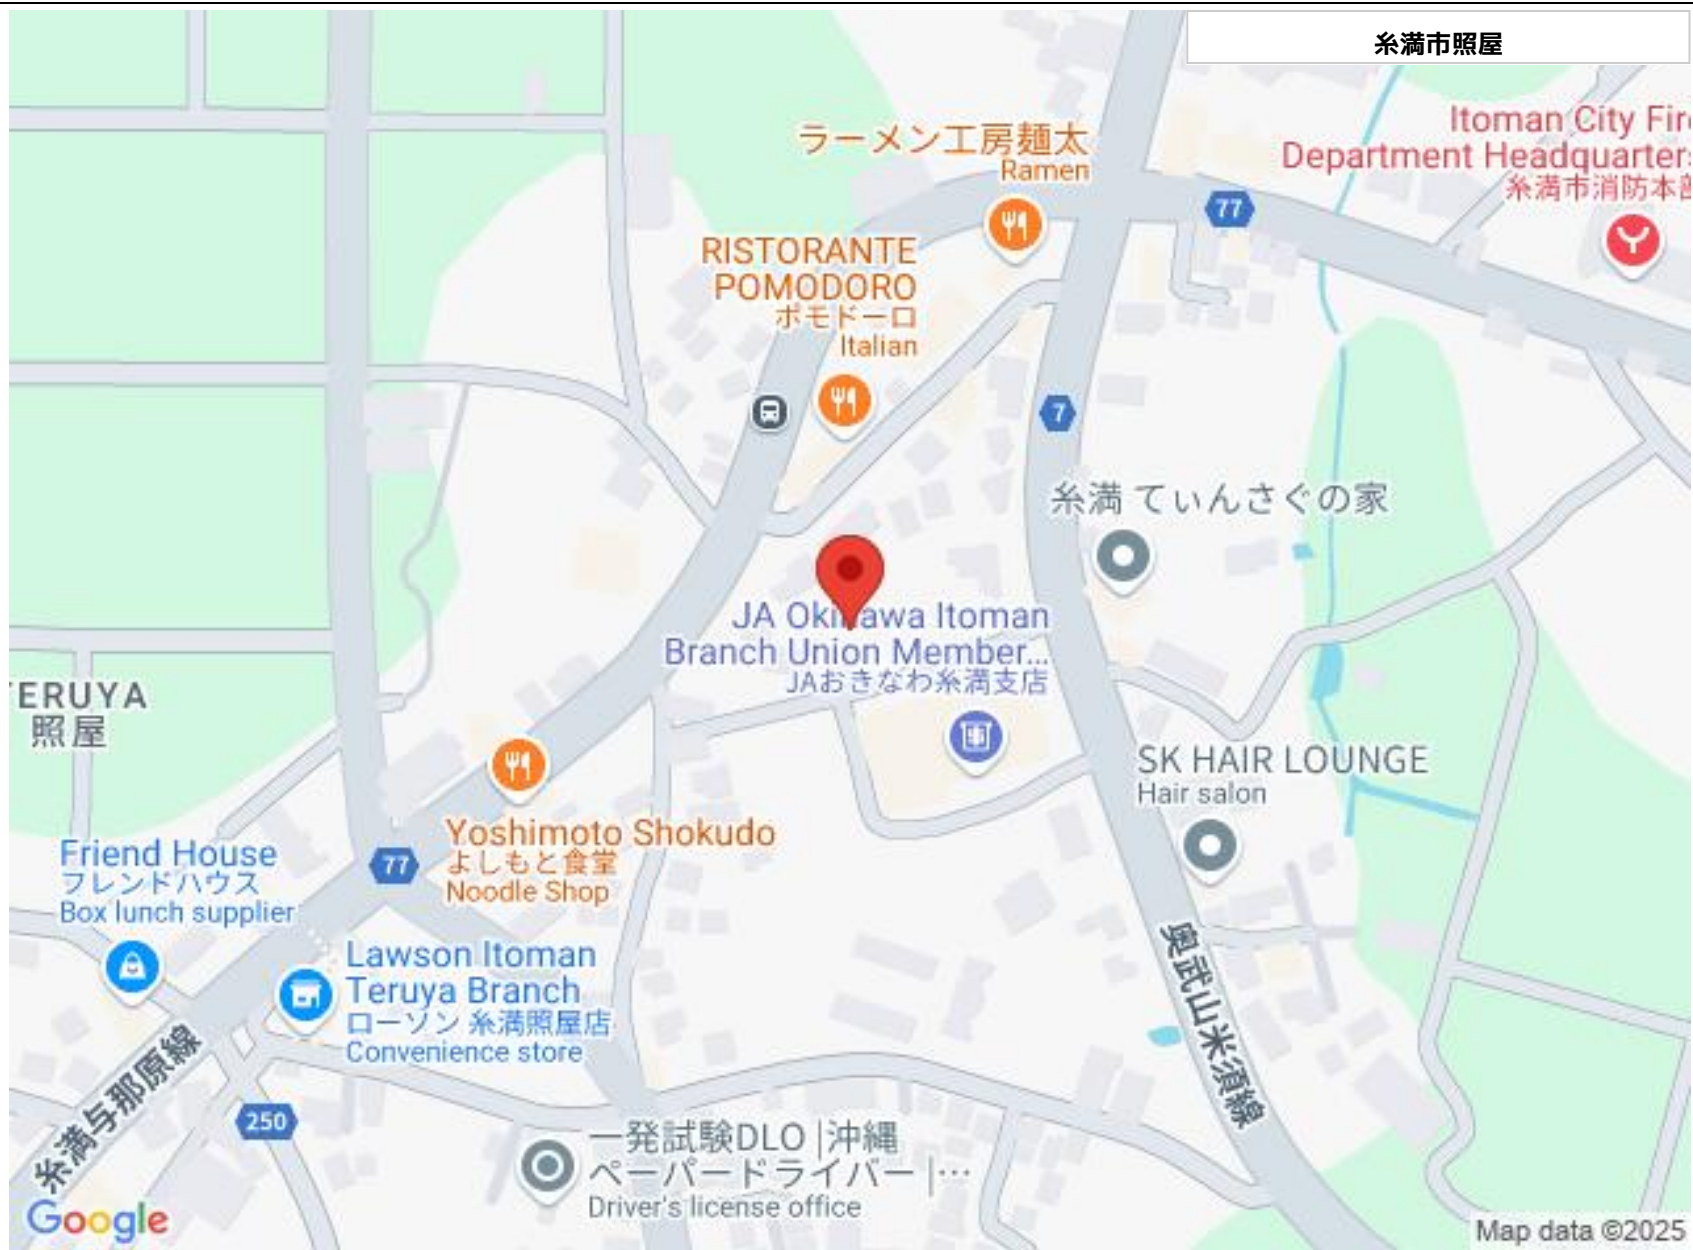 糸満市照屋
Itoman City Fir
Department Headquarters
糸満市消防本部
ラーメン工房麺太
Ramen
77
RISTORANTE
POMODORO
ポモドーロ
Italian
7
糸満 てぃんさぐの家
JA Okinawa Itoman
Branch Union Member...
JAおきなわ糸満支店
TERUYA
照屋
SK HAIR LOUNGE
Hair salon
Yoshimoto Shokudo
よしもと食堂
Noodle Shop
77
Friend House
フレンドハウス
Box lunch supplier
Lawson Itoman
Teruya Branch
ローソン 糸満照屋店
Convenience store
奥武山米須線
糸満与那原線
250
一発試験DLO |沖縄
ペーパードライバー |…
Driver's license office
Google
Map data ©2025